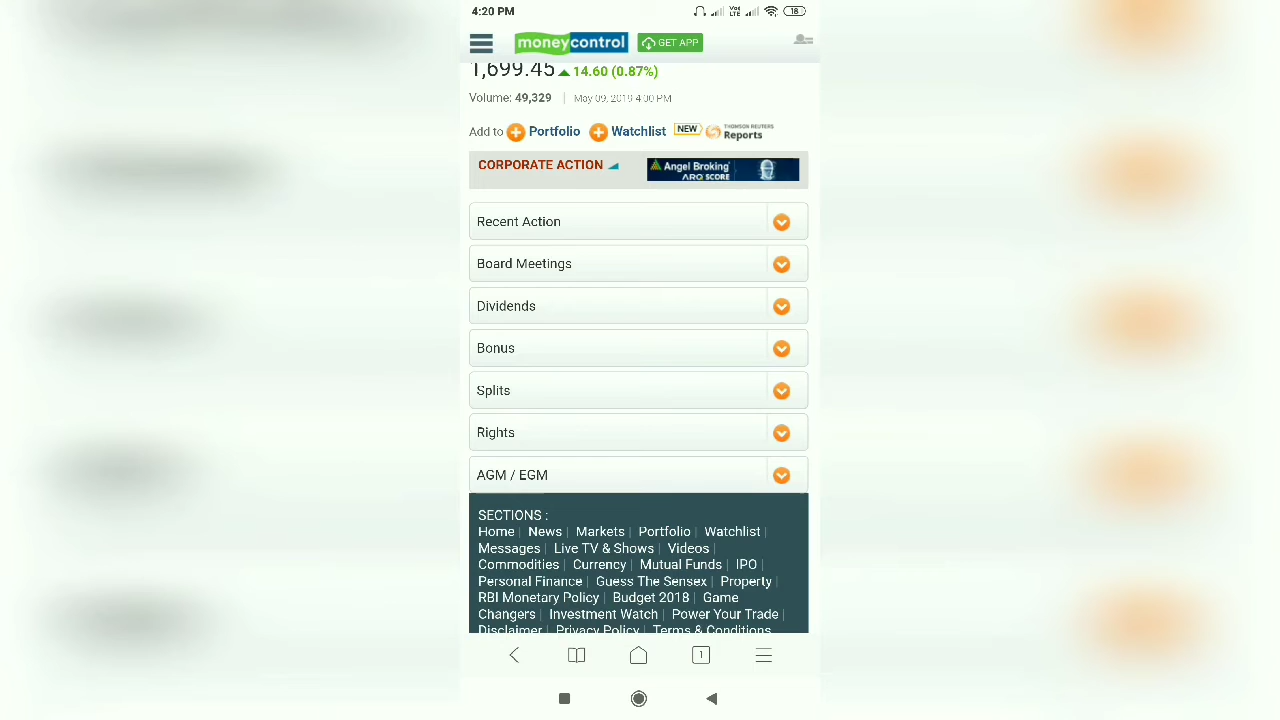 4:20 PM Vo) LTE 18
moneycontrol GET APP
1,699.45 14.60 (0.87%)
Volume: 49,329 | May 09, 2019 4:00 PM
Add to Portfolio Watchlist NEW THOMSON REUTERS Reports
CORPORATE ACTION Angel Broking ARQ SCORE
Recent Action
Board Meetings
Dividends
Bonus
Splits
Rights
AGM / EGM
SECTIONS :
Home | News | Markets | Portfolio | Watchlist |
Messages | Live TV & Shows | Videos |
Commodities | Currency | Mutual Funds | IPO |
Personal Finance | Guess The Sensex | Property |
RBI Monetary Policy | Budget 2018 | Game
Changers | Investment Watch | Power Your Trade |
Disclaimer | Privacy Policy | Terms & Conditions
1